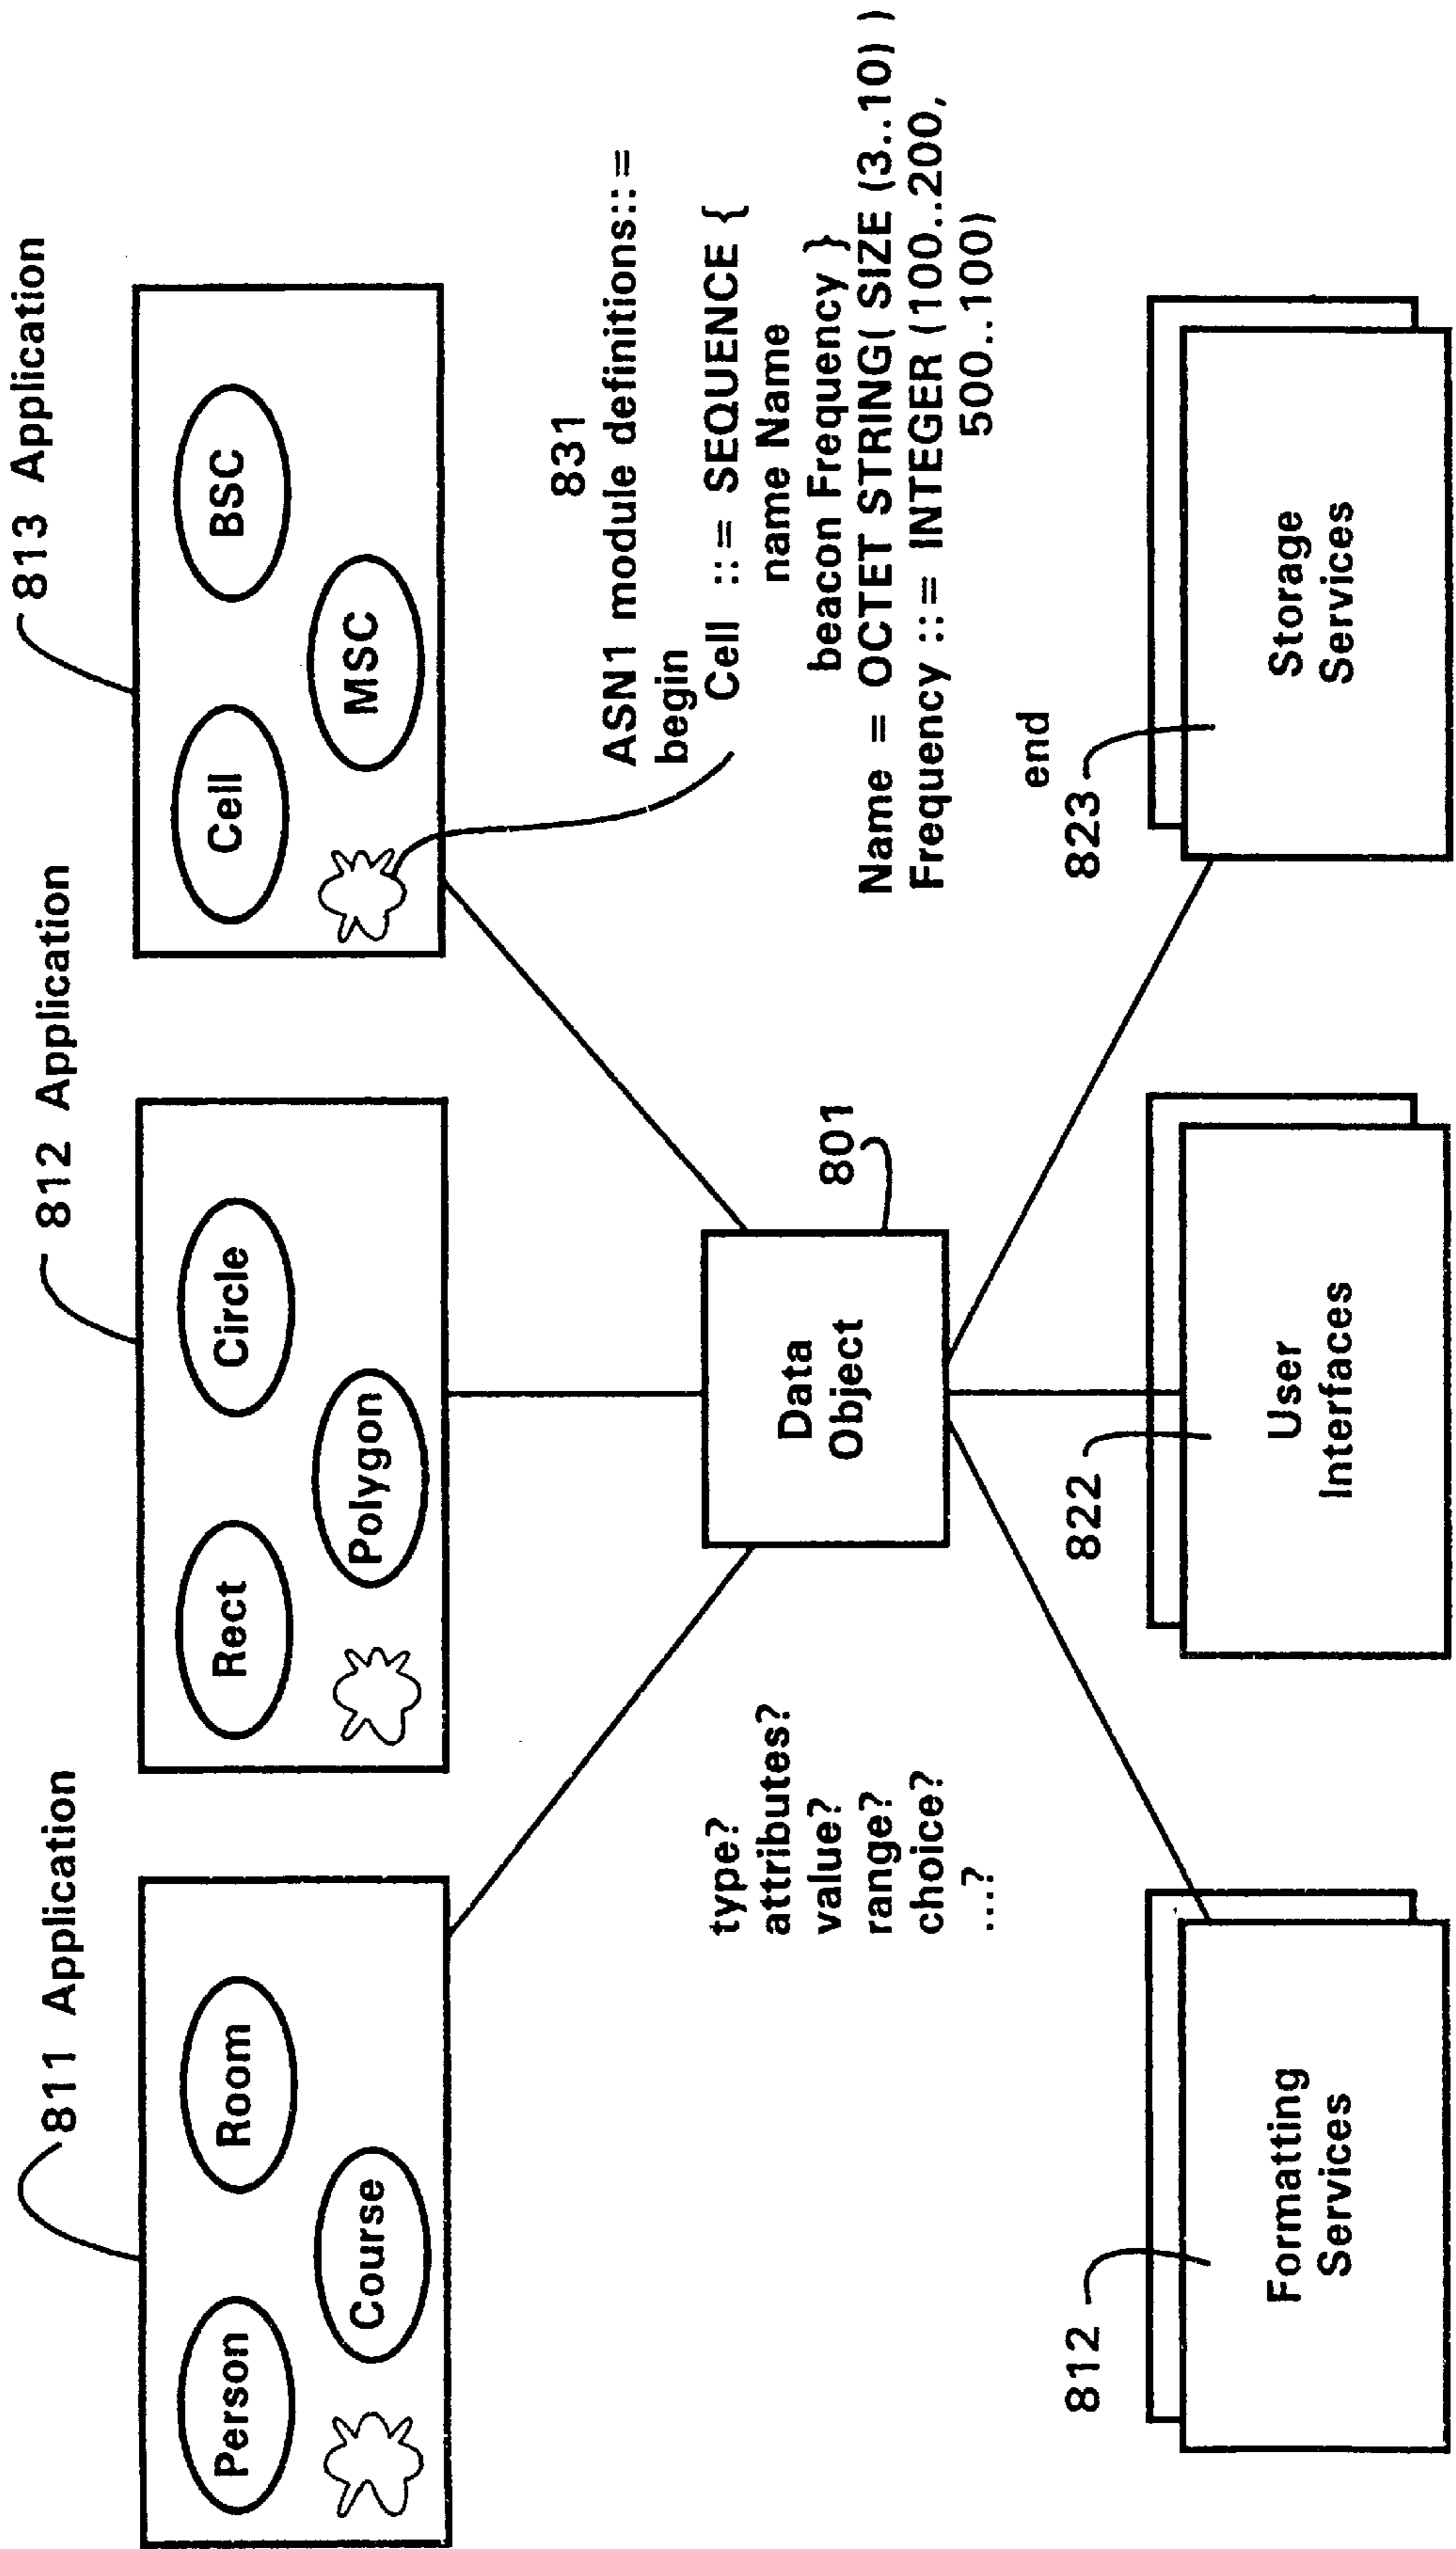 811 Application
Person
Room
Course
812 Application
Rect
Circle
Polygon
813 Application
Cell
BSC
MSC
831
ASN1 module definitions::=
begin
Cell ::= SEQUENCE {
name Name
beacon Frequency }
Name = OCTET STRING( SIZE (3..10) )
Frequency ::= INTEGER (100..200,
500..100)
end
type?
attributes?
value?
range?
choice?
...?
Data
Object
801
812
Formatting
Services
822
User
Interfaces
823
Storage
Services